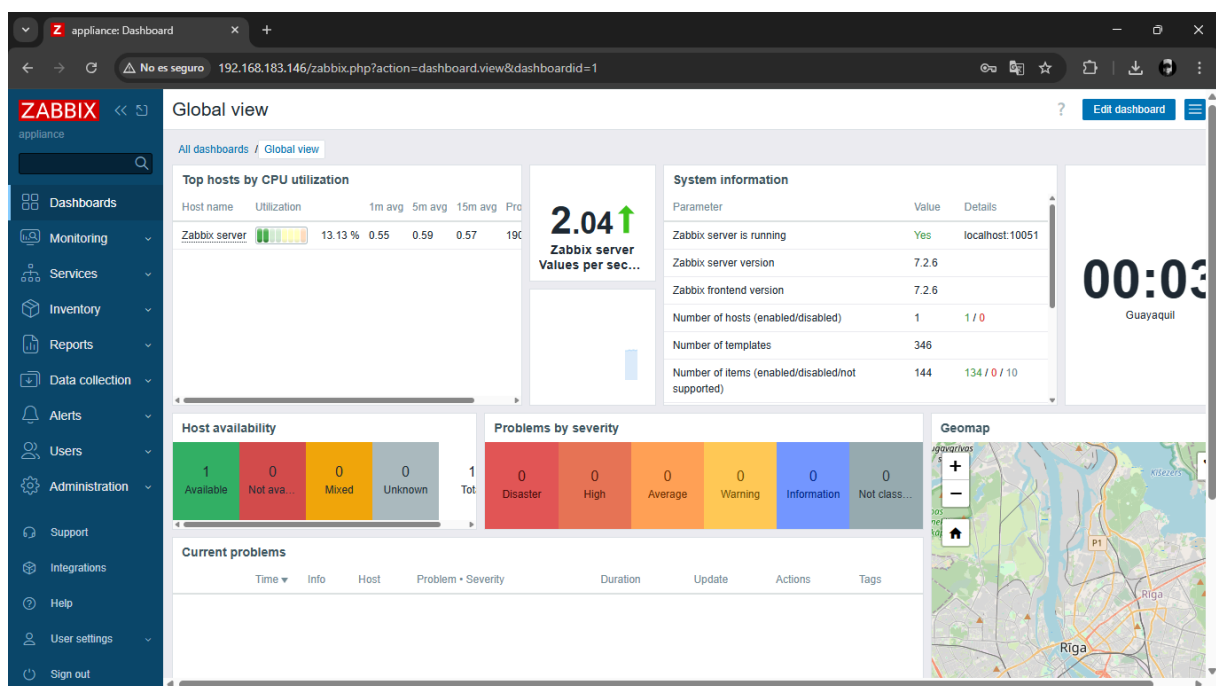 Z appliance: Dashboard
No es seguro 192.168.183.146/zabbix.php?action=dashboard.view&dashboardid=1
ZABBIX
appliance
Dashboards
Monitoring
Services
Inventory
Reports
Data collection
Alerts
Users
Administration
Support
Integrations
Help
User settings
Sign out
Global view
? Edit dashboard
All dashboards / Global view
Top hosts by CPU utilization
Host name Utilization 1m avg 5m avg 15m avg Pro
Zabbix server 13.13 % 0.55 0.59 0.57 190
2.04
Zabbix server
Values per sec...
System information
Parameter Value Details
Zabbix server is running Yes localhost:10051
Zabbix server version 7.2.6
Zabbix frontend version 7.2.6
Number of hosts (enabled/disabled) 1 1 / 0
Number of templates 346
Number of items (enabled/disabled/not 144 134 / 0 / 10
supported)
00:03
Guayaquil
Host availability
1 0 0 0 1
Available Not ava... Mixed Unknown Tot
Problems by severity
0 0 0 0 0 0
Disaster High Average Warning Information Not class...
Geomap
+
−
Ķīšezers
P1
Rīga
Rīga
Current problems
Time Info Host Problem • Severity Duration Update Actions Tags